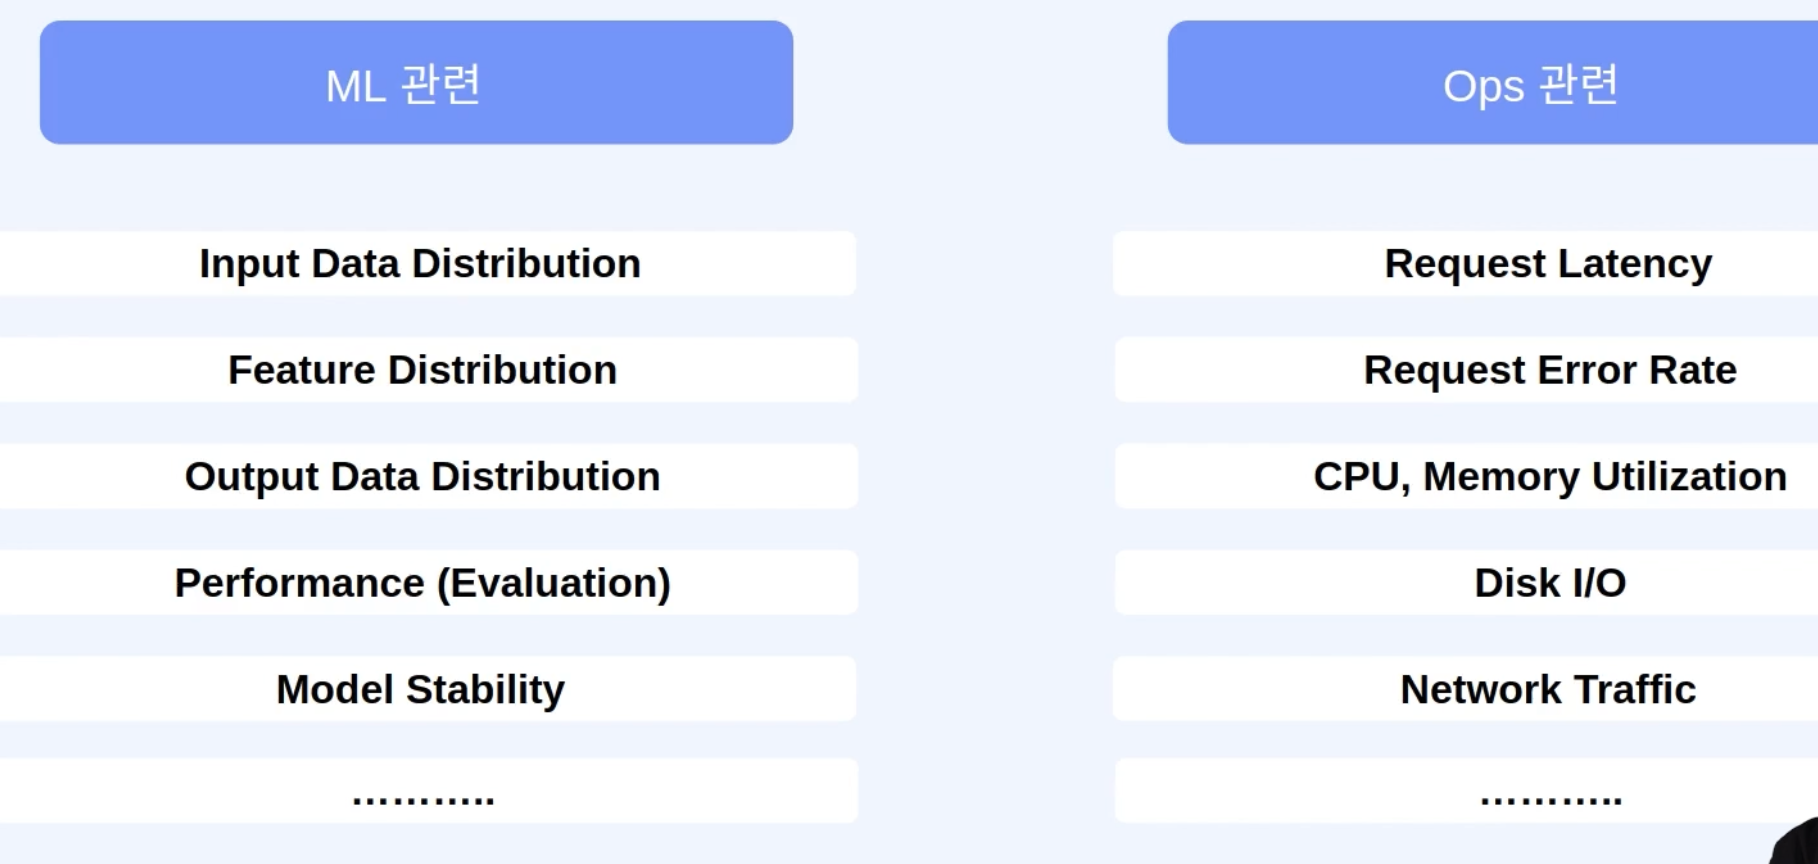 ML 관련
Input Data Distribution
Feature Distribution
Output Data Distribution
Performance (Evaluation)
Model Stability
………..
Ops 관련
Request Latency
Request Error Rate
CPU, Memory Utilization
Disk I/O
Network Traffic
………..